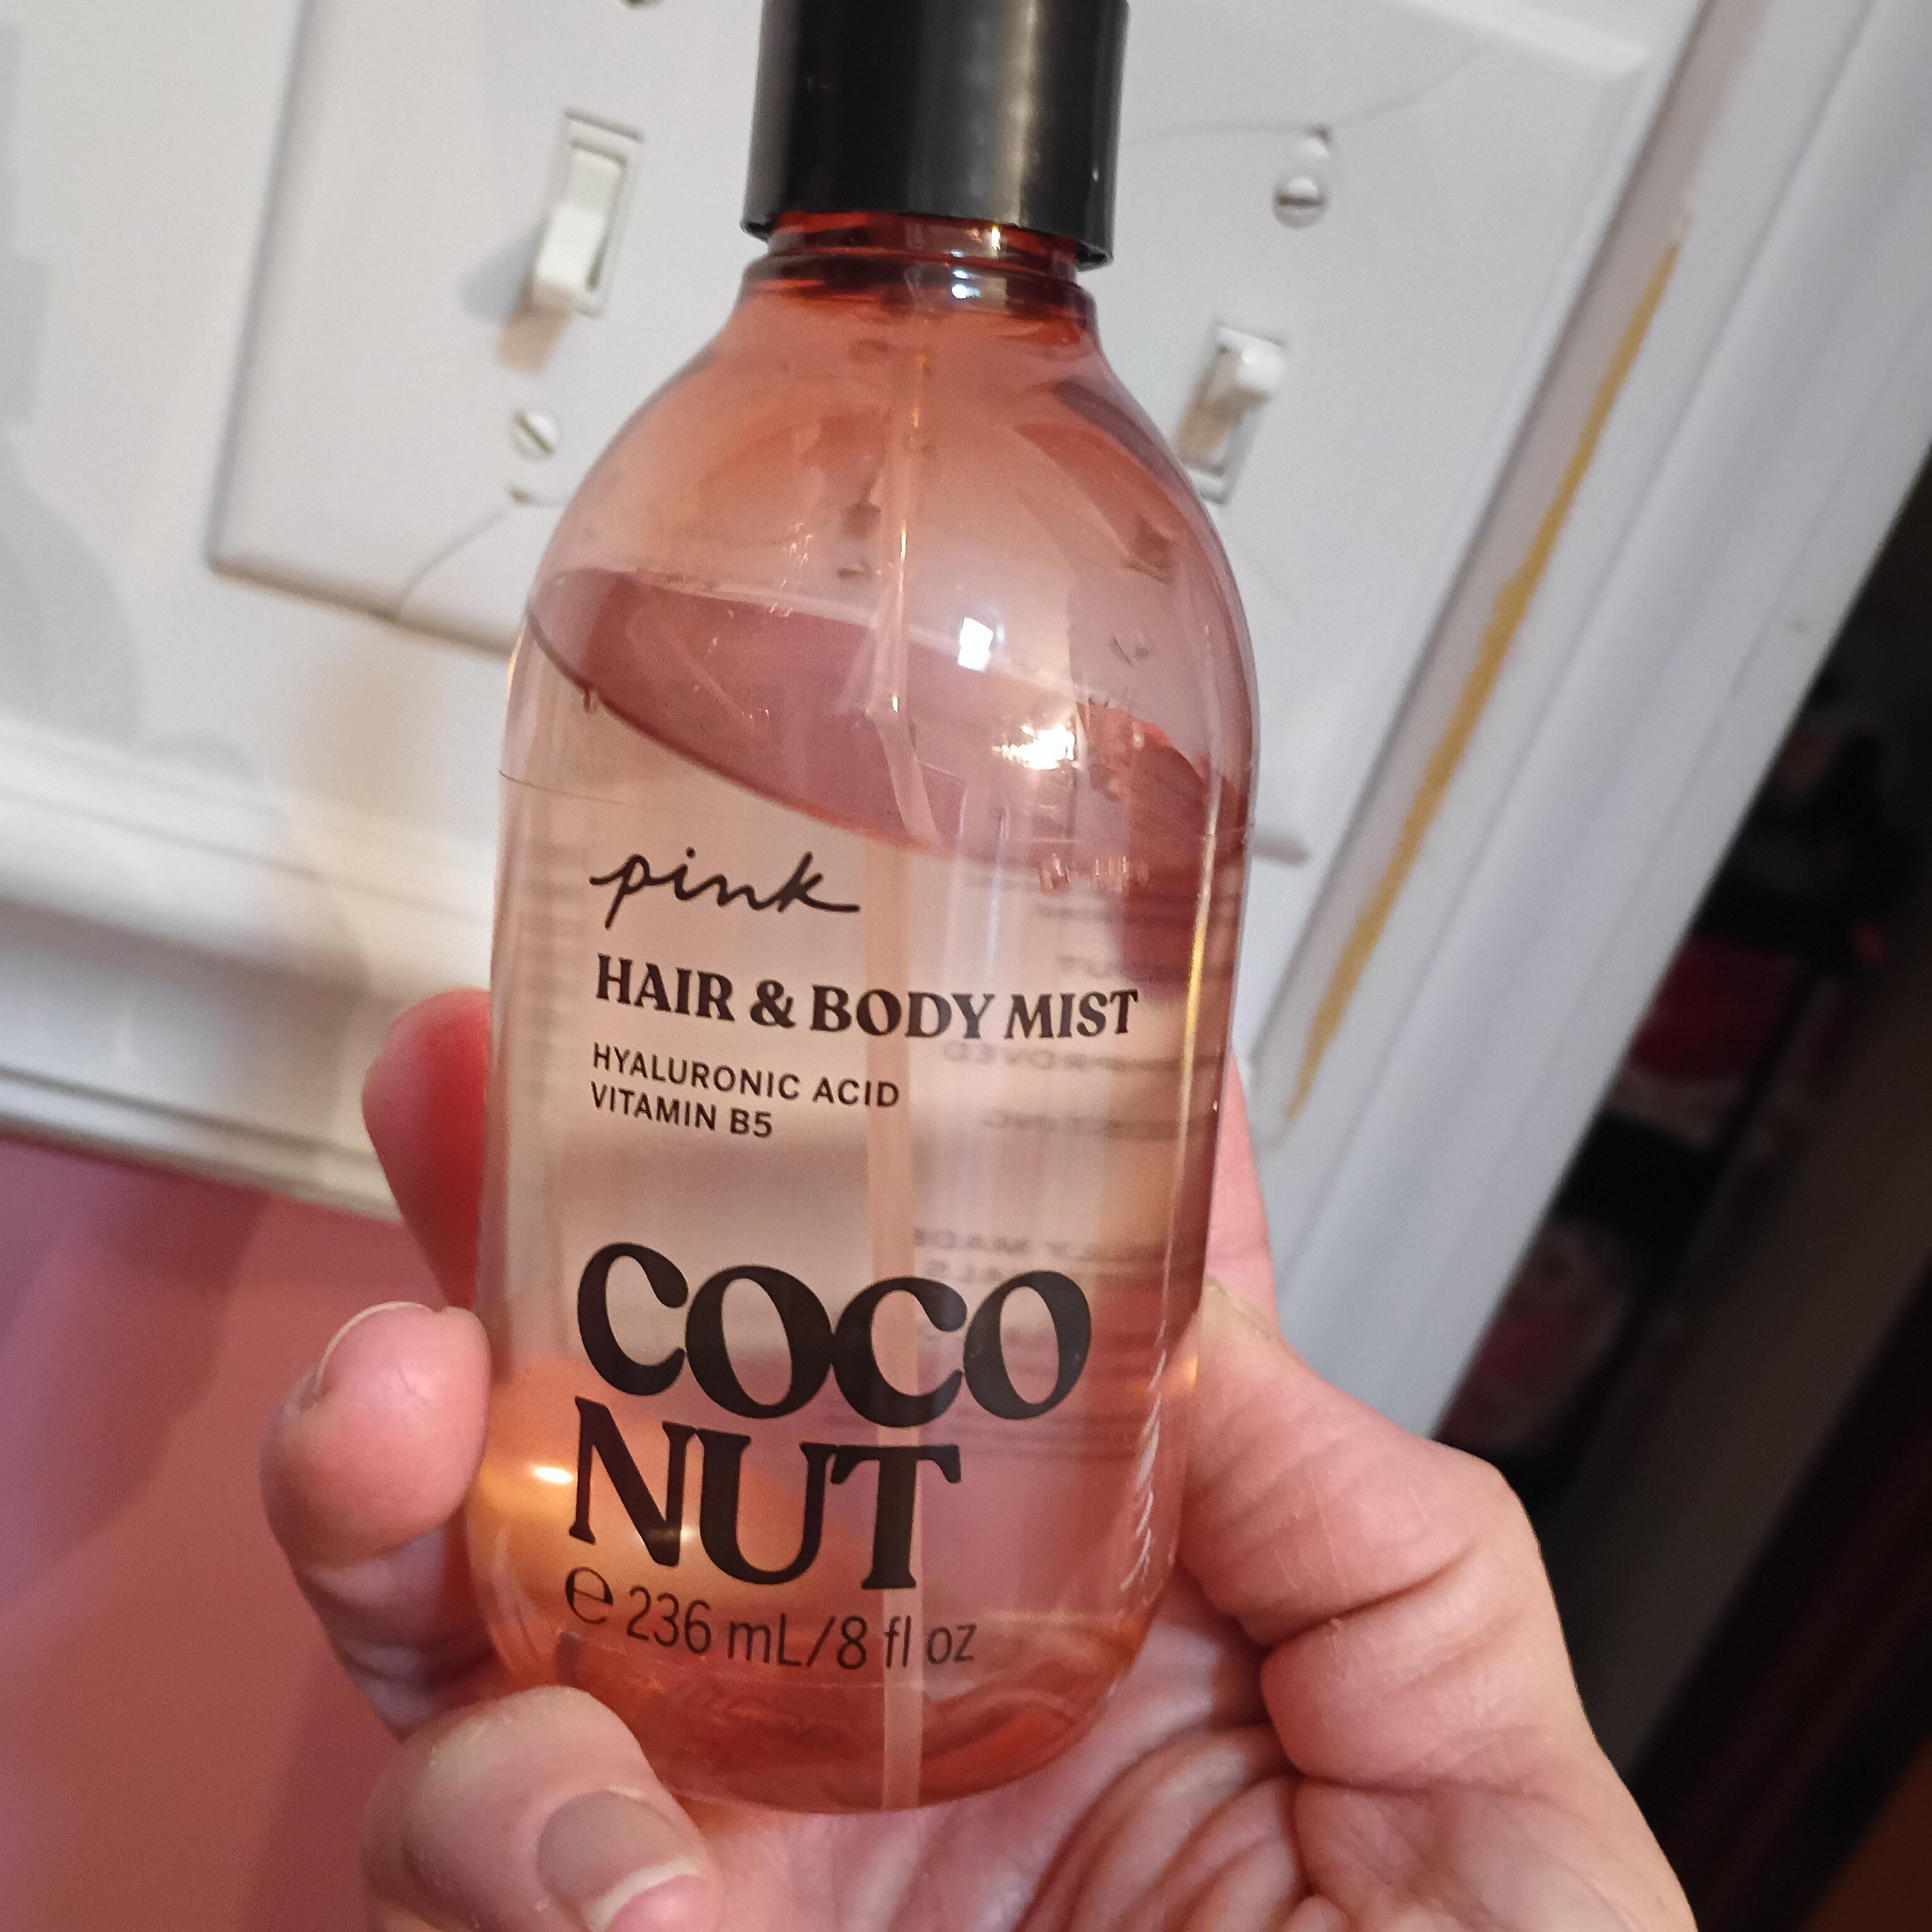 pink
HAIR & BODY MIST
HYALURONIC ACID
VITAMIN B5
COCO
NUT
℮ 236 mL/8 fl oz